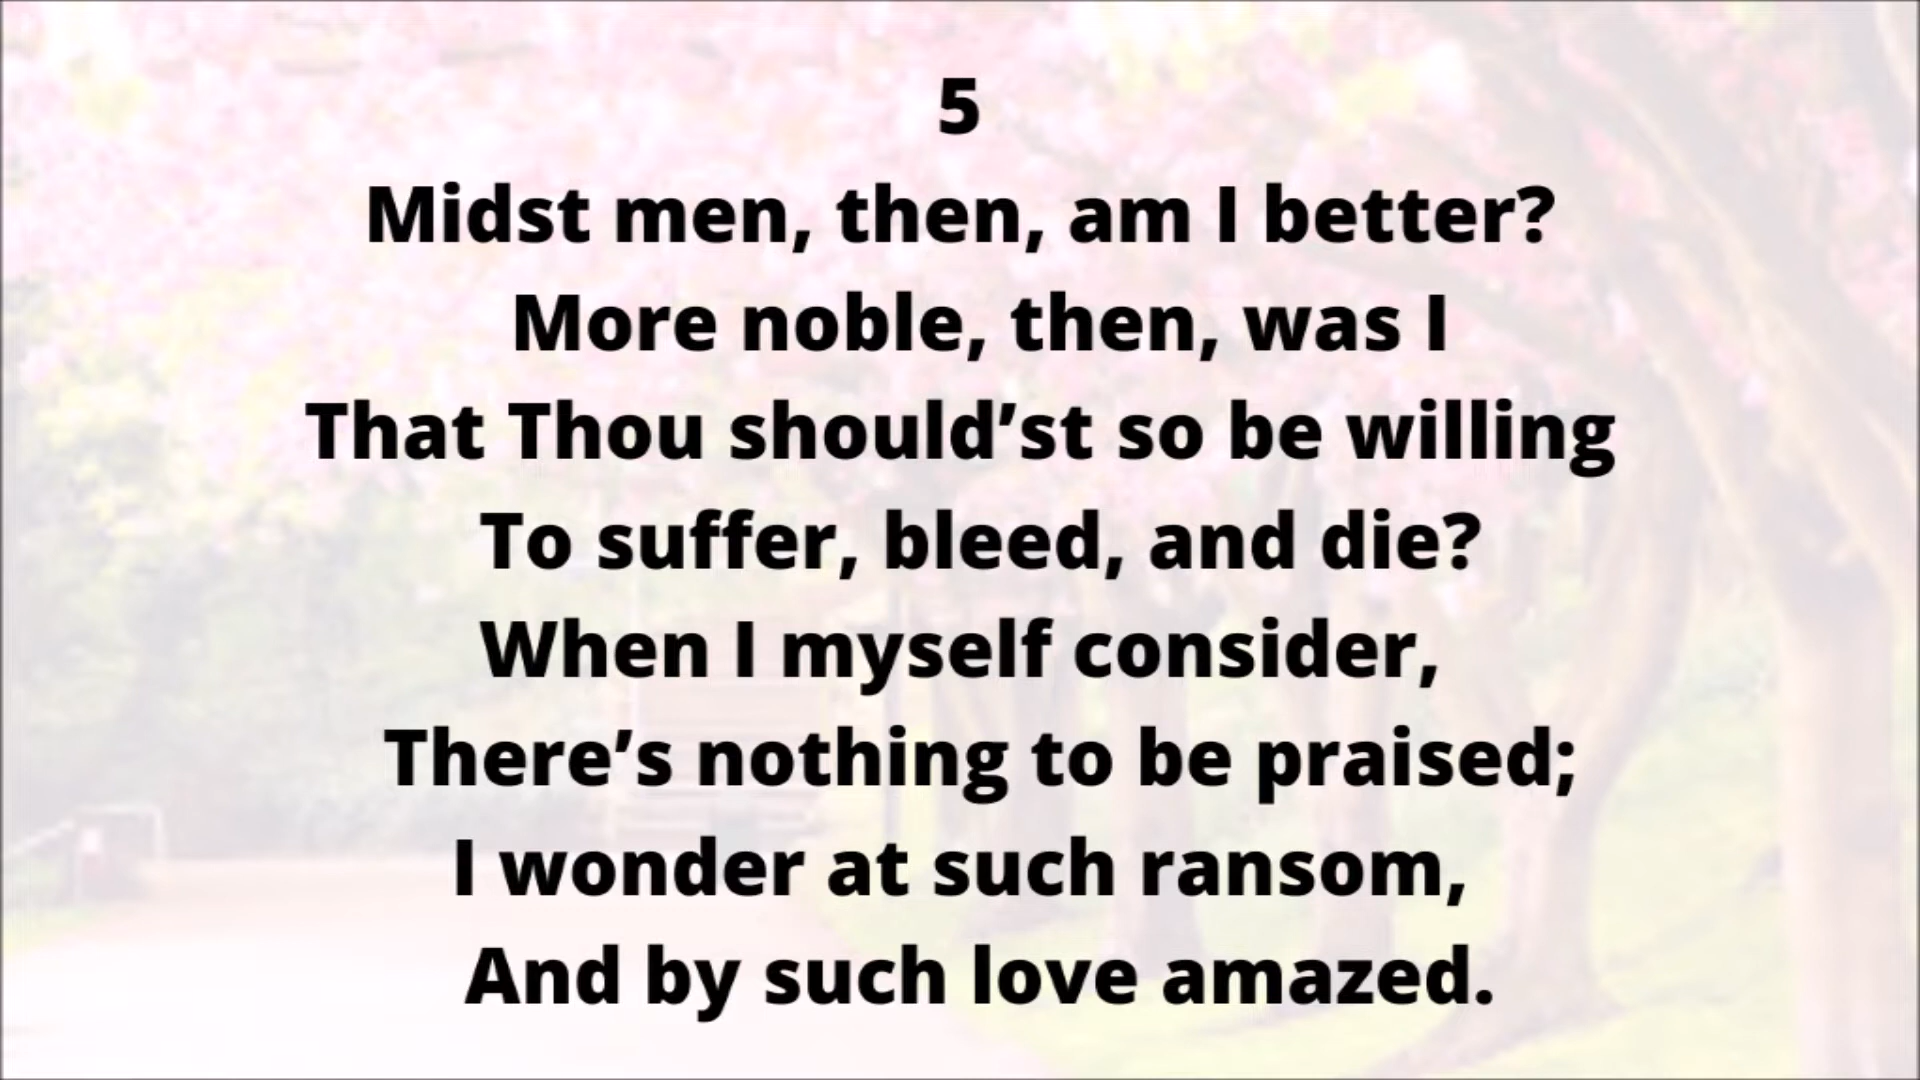 5
Midst men, then, am I better?
More noble, then, was I
That Thou should’st so be willing
To suffer, bleed, and die?
When I myself consider,
There’s nothing to be praised;
I wonder at such ransom,
And by such love amazed.